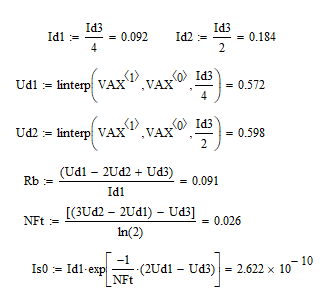 Id1 := Id3/4 = 0.092    Id2 := Id3/2 = 0.184
Ud1 := linterp(VAX^⟨1⟩, VAX^⟨0⟩, Id3/4) = 0.572
Ud2 := linterp(VAX^⟨1⟩, VAX^⟨0⟩, Id3/2) = 0.598
Rb := (Ud1 − 2Ud2 + Ud3)/Id1 = 0.091
NFt := [(3Ud2 − 2Ud1) − Ud3]/ln(2) = 0.026
Is0 := Id1·exp[−1/NFt·(2Ud1 − Ud3)] = 2.622 × 10^−10